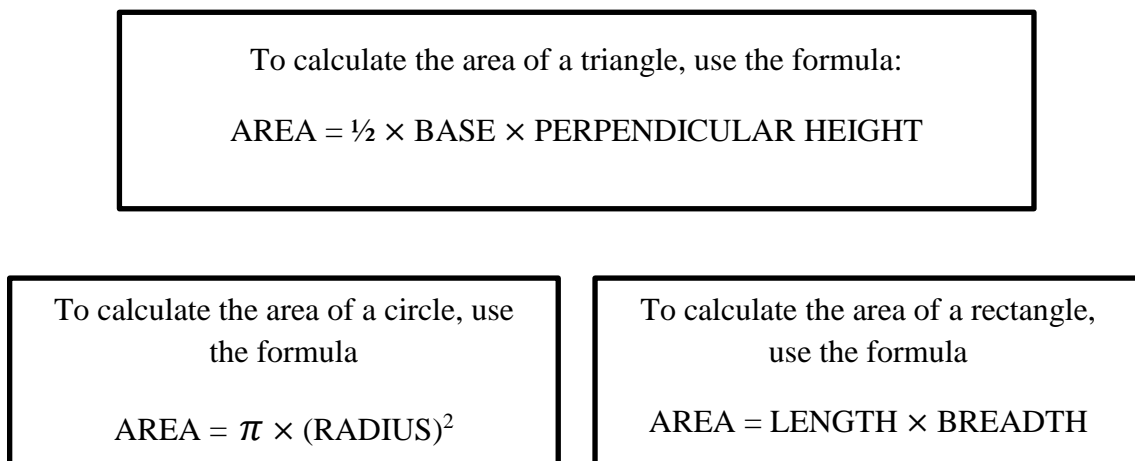 To calculate the area of a triangle, use the formula:
AREA = ½ × BASE × PERPENDICULAR HEIGHT
To calculate the area of a circle, use
the formula
AREA = π × (RADIUS)²
To calculate the area of a rectangle,
use the formula
AREA = LENGTH × BREADTH